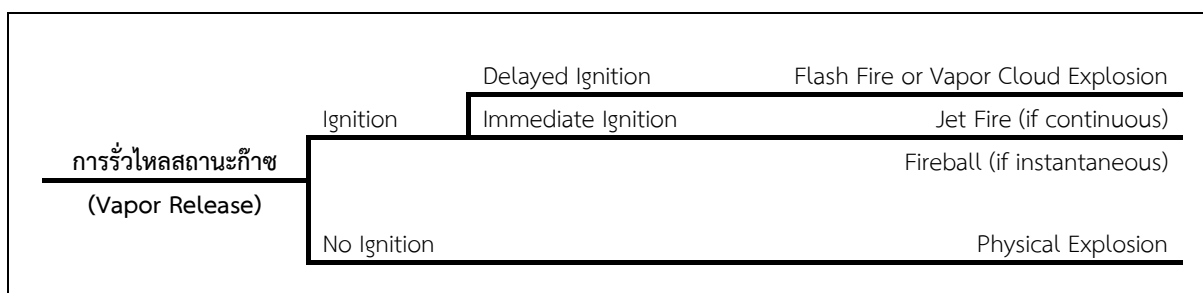 Delayed Ignition Flash Fire or Vapor Cloud Explosion
Ignition Immediate Ignition Jet Fire (if continuous)
การรั่วไหลสถานะก๊าซ Fireball (if instantaneous)
(Vapor Release)
No Ignition Physical Explosion